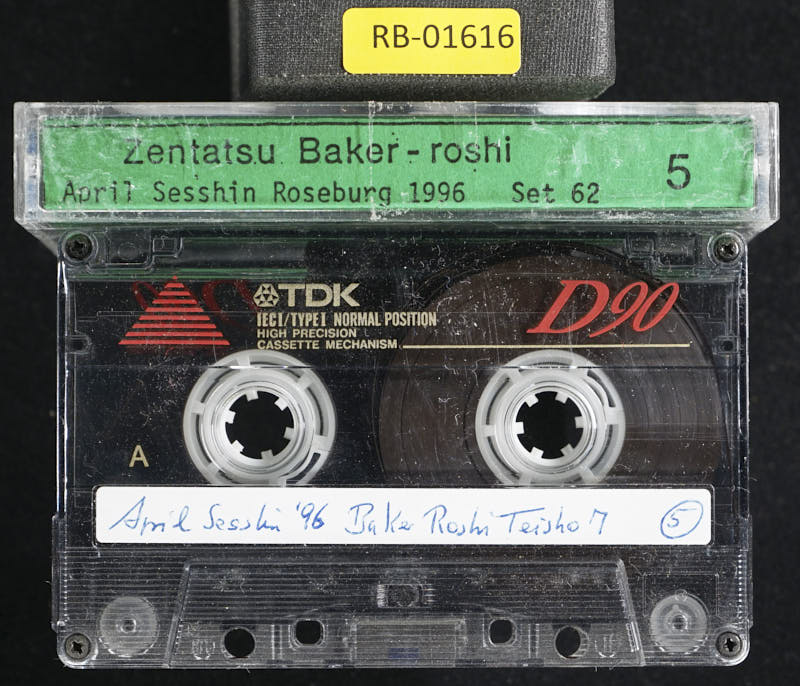 RB-01616
Zentatsu Baker-roshi
April Sesshin Roseburg 1996 Set 62 5
TDK
D90
IECI/TYPE I NORMAL POSITION
HIGH PRECISION
CASSETTE MECHANISM
A
April Sesshin '96 Baker Roshi Teisho 7 5